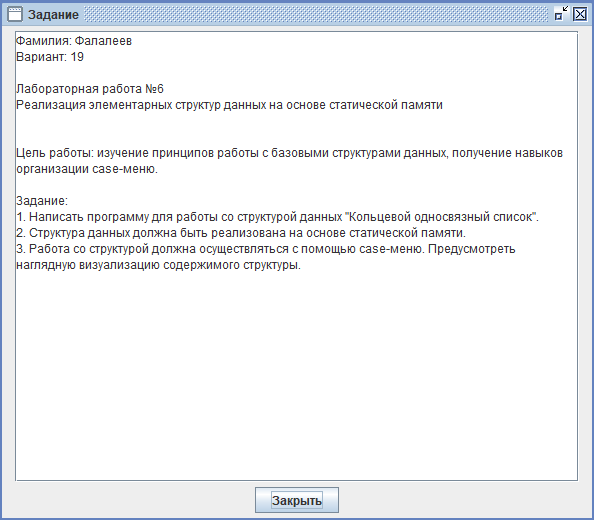 Задание
Фамилия: Фалалеев
Вариант: 19
Лабораторная работа №6
Реализация элементарных структур данных на основе статической памяти
Цель работы: изучение принципов работы с базовыми структурами данных, получение навыков
организации case-меню.
Задание:
1. Написать программу для работы со структурой данных "Кольцевой односвязный список".
2. Структура данных должна быть реализована на основе статической памяти.
3. Работа со структурой должна осуществляться с помощью case-меню. Предусмотреть
наглядную визуализацию содержимого структуры.
Закрыть